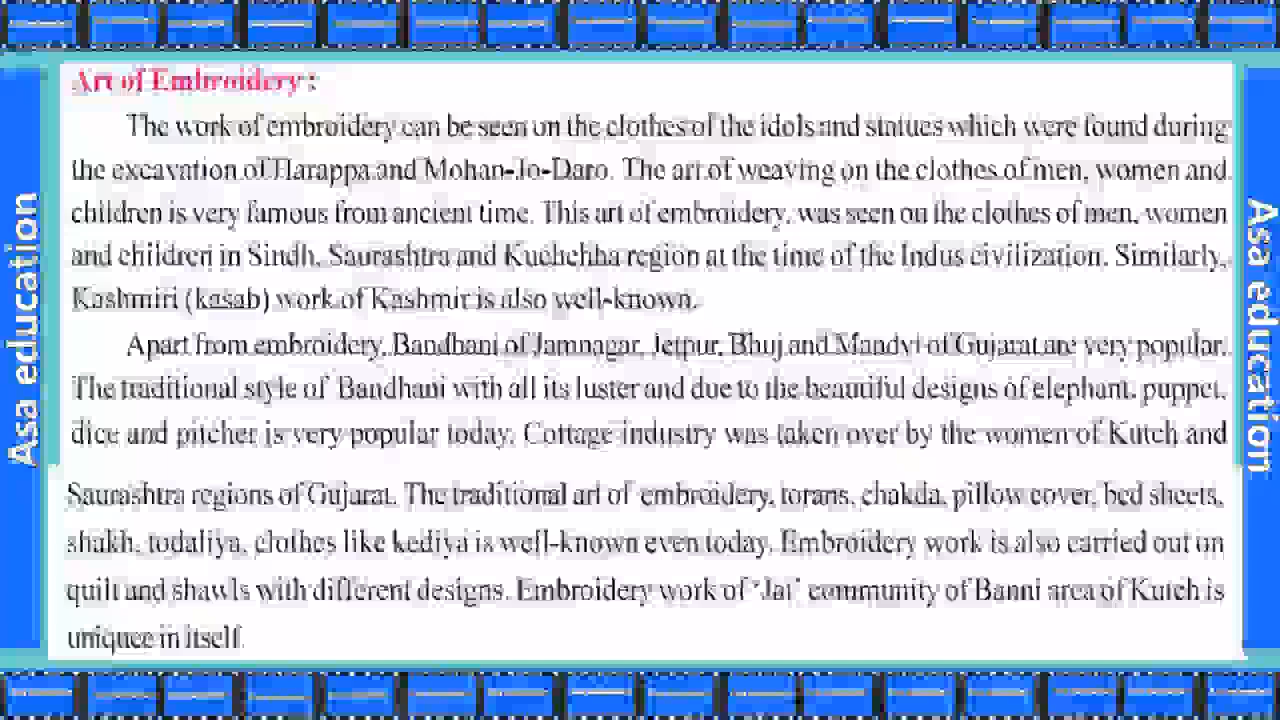 Art of Embroidery :
The work of embroidery can be seen on the clothes of the idols and statues which were found during
the excavation of Harappa and Mohan-Jo-Daro. The art of weaving on the clothes of men, women and
children is very famous from ancient time. This art of embroidery, was seen on the clothes of men, women
and children in Sindh, Saurashtra and Kuchchha region at the time of the Indus civilization. Similarly,
Kashmiri (kasab) work of Kashmir is also well-known.
Apart from embroidery, Bandhani of Jamnagar, Jetpur, Bhuj and Mandvi of Gujarat are very popular.
The traditional style of Bandhani with all its luster and due to the beautiful designs of elephant, puppet,
dice and pitcher is very popular today. Cottage industry was taken over by the women of Kutch and
Saurashtra regions of Gujarat. The traditional art of embroidery, torans, chakda, pillow cover, bed sheets,
shakh, todaliya, clothes like kediya is well-known even today. Embroidery work is also carried out on
quilt and shawls with different designs. Embroidery work of 'Jat' community of Banni area of Kutch is
uniquee in itself.
Asa education
Asa education